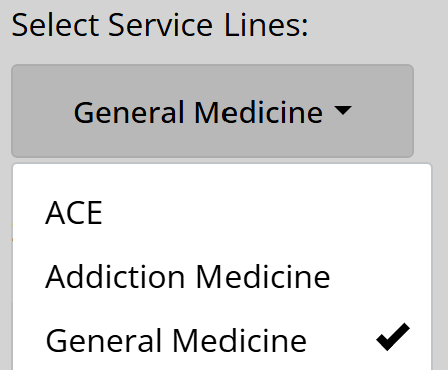 Select Service Lines:
General Medicine
ACE
Addiction Medicine
General Medicine